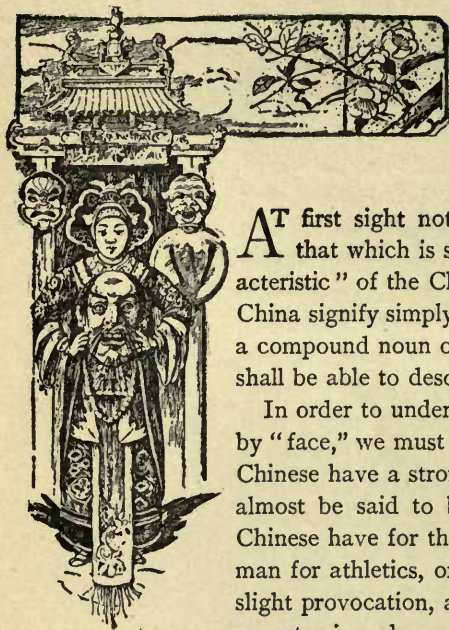 AT first sight not
that which is s
acteristic" of the Ch
China signify simply
a compound noun o
shall be able to desc
In order to under
by "face," we must
Chinese have a stron
almost be said to b
Chinese have for th
man for athletics, or
slight provocation, a